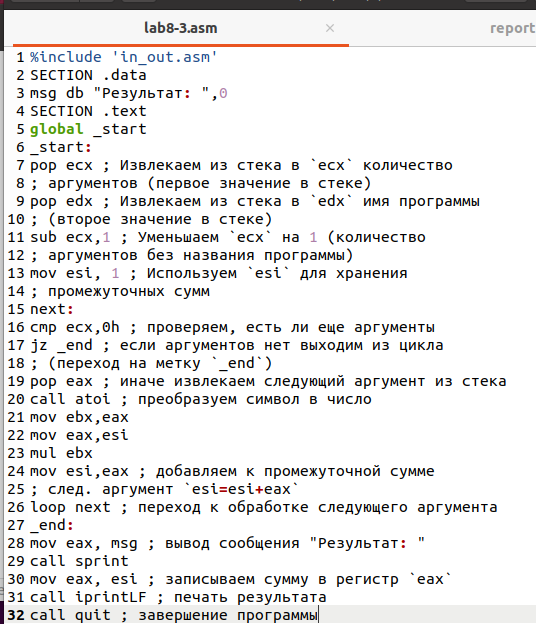 lab8-3.asm × report
1 %include 'in_out.asm'
2 SECTION .data
3 msg db "Результат: ",0
4 SECTION .text
5 global _start
6 _start:
7 pop ecx ; Извлекаем из стека в `ecx` количество
8 ; аргументов (первое значение в стеке)
9 pop edx ; Извлекаем из стека в `edx` имя программы
10 ; (второе значение в стеке)
11 sub ecx,1 ; Уменьшаем `ecx` на 1 (количество
12 ; аргументов без названия программы)
13 mov esi, 1 ; Используем `esi` для хранения
14 ; промежуточных сумм
15 next:
16 cmp ecx,0h ; проверяем, есть ли еще аргументы
17 jz _end ; если аргументов нет выходим из цикла
18 ; (переход на метку `_end`)
19 pop eax ; иначе извлекаем следующий аргумент из стека
20 call atoi ; преобразуем символ в число
21 mov ebx,eax
22 mov eax,esi
23 mul ebx
24 mov esi,eax ; добавляем к промежуточной сумме
25 ; след. аргумент `esi=esi+eax`
26 loop next ; переход к обработке следующего аргумента
27 _end:
28 mov eax, msg ; вывод сообщения "Результат: "
29 call sprint
30 mov eax, esi ; записываем сумму в регистр `eax`
31 call iprintLF ; печать результата
32 call quit ; завершение программы